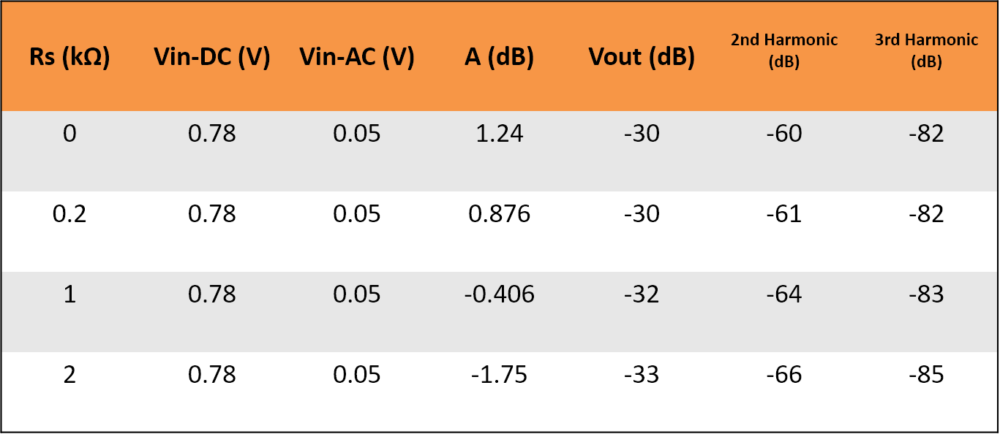 Rs (kΩ) Vin-DC (V) Vin-AC (V) A (dB) Vout (dB) 2nd Harmonic (dB) 3rd Harmonic (dB)
0 0.78 0.05 1.24 -30 -60 -82
0.2 0.78 0.05 0.876 -30 -61 -82
1 0.78 0.05 -0.406 -32 -64 -83
2 0.78 0.05 -1.75 -33 -66 -85